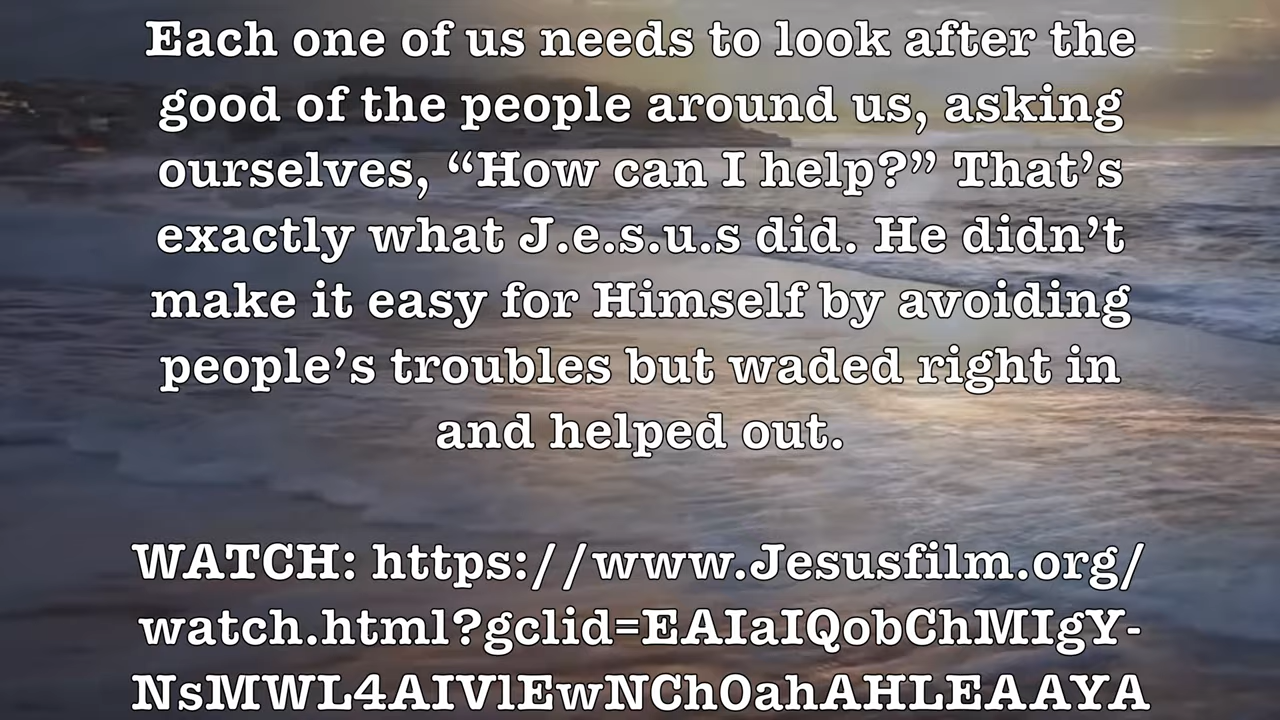 Each one of us needs to look after the
good of the people around us, asking
ourselves, “How can I help?” That’s
exactly what J.e.s.u.s did. He didn’t
make it easy for Himself by avoiding
people’s troubles but waded right in
and helped out.
WATCH: https://www.Jesusfilm.org/
watch.html?gclid=EAIaIQobChMIgY-
NsMWL4AIVlEwNCh0ahAHLEAAYA